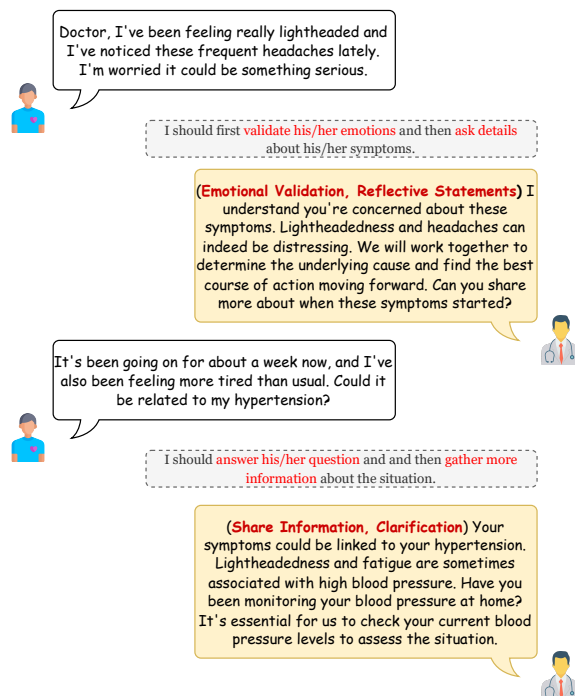 Doctor, I've been feeling really lightheaded and
I've noticed these frequent headaches lately.
I'm worried it could be something serious.
I should first validate his/her emotions and then ask details
about his/her symptoms.
(Emotional Validation, Reflective Statements) I
understand you're concerned about these
symptoms. Lightheadedness and headaches can
indeed be distressing. We will work together to
determine the underlying cause and find the best
course of action moving forward. Can you share
more about when these symptoms started?
It's been going on for about a week now, and I've
also been feeling more tired than usual. Could it
be related to my hypertension?
I should answer his/her question and and then gather more
information about the situation.
(Share Information, Clarification) Your
symptoms could be linked to your hypertension.
Lightheadedness and fatigue are sometimes
associated with high blood pressure. Have you
been monitoring your blood pressure at home?
It's essential for us to check your current blood
pressure levels to assess the situation.